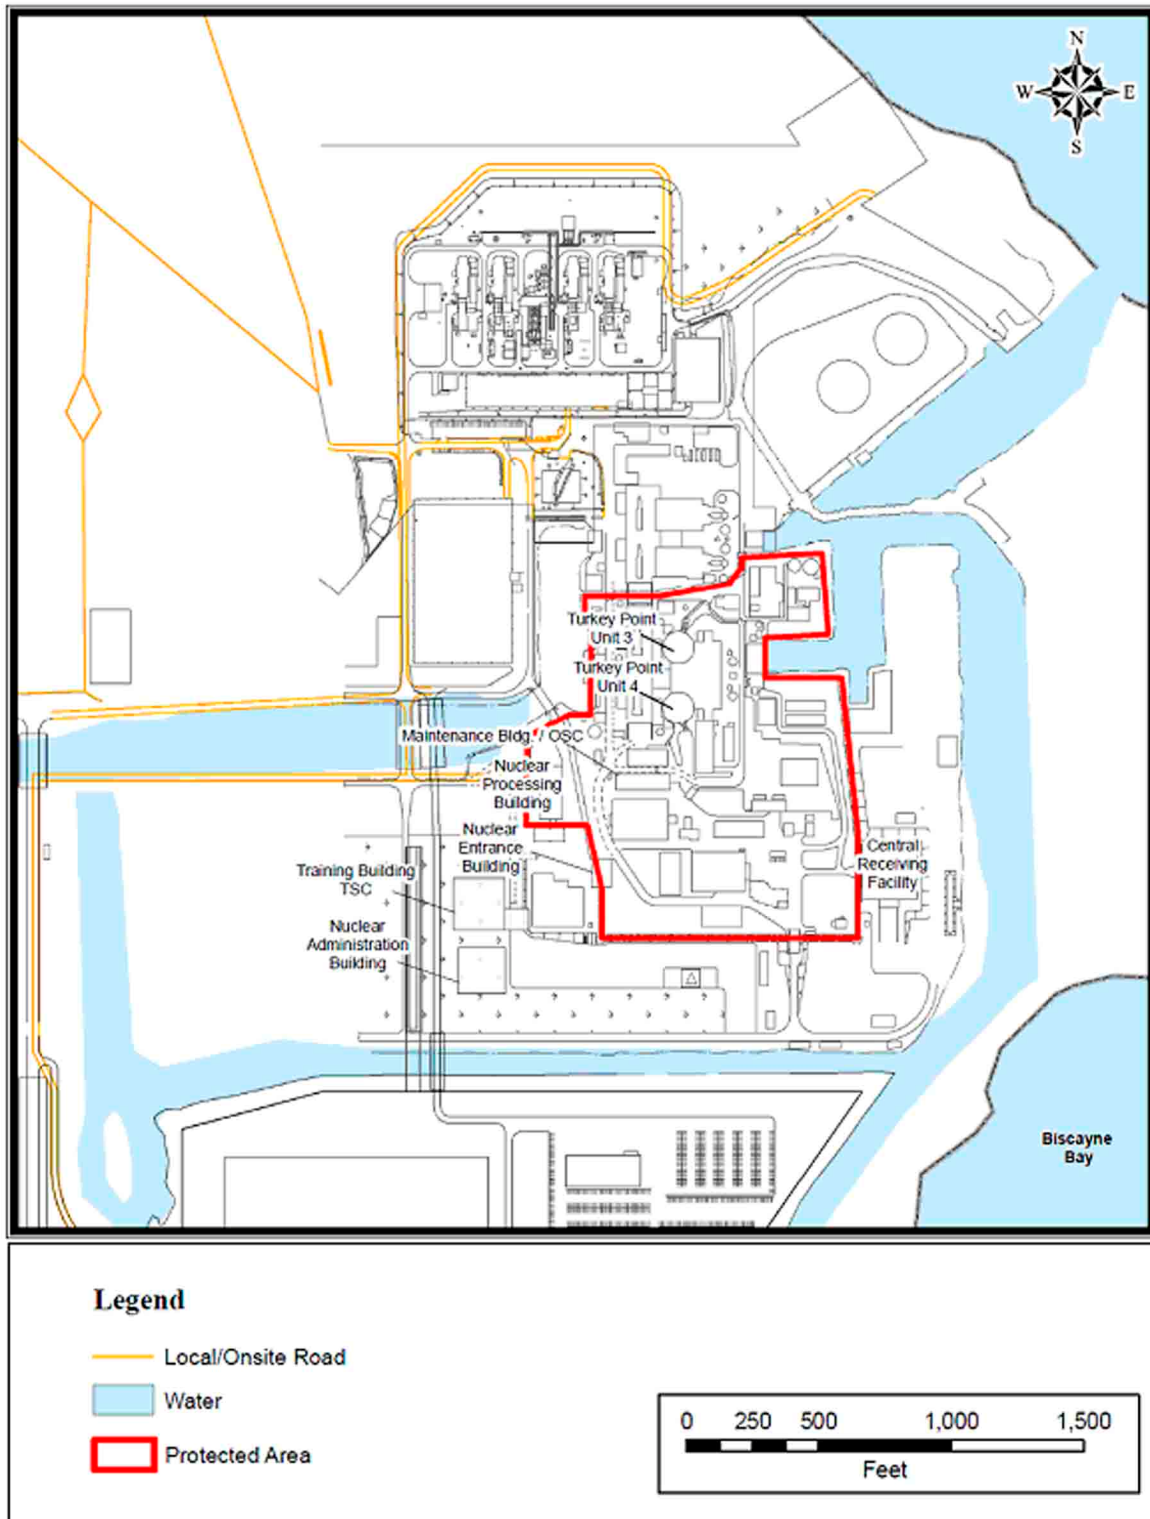 N
W E
S
Turkey Point
Unit 3
Turkey Point
Unit 4
Maintenance Bldg. / OSC
Nuclear
Processing
Building
Nuclear
Entrance
Building
Central
Receiving
Facility
Training Building
TSC
Nuclear
Administration
Building
Biscayne
Bay
Legend
Local/Onsite Road
Water
Protected Area
0 250 500 1,000 1,500
Feet